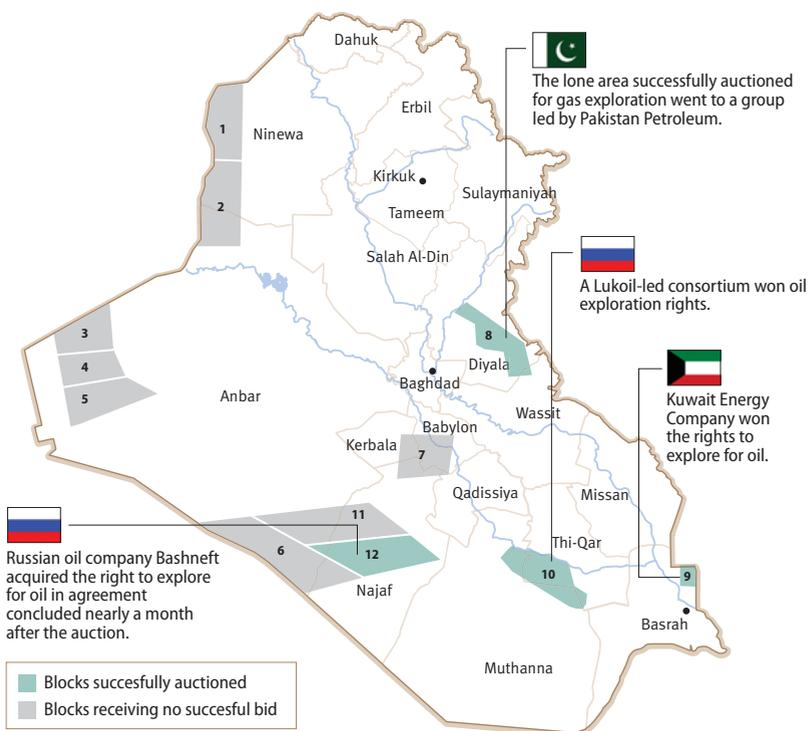 Dahuk
The lone area successfully auctioned
for gas exploration went to a group
led by Pakistan Petroleum.
Erbil
1
Ninewa
Kirkuk
Sulaymaniyah
2
Tameem
Salah Al-Din
A Lukoil-led consortium won oil
exploration rights.
3
8
4
Diyala
Baghdad
5
Anbar
Kuwait Energy
Company won
the rights to
explore for oil.
Wassit
Babylon
Kerbala
7
Qadissiya
Missan
11
6
12
Thi-Qar
10
9
Russian oil company Bashneft
acquired the right to explore
for oil in agreement
concluded nearly a month
after the auction.
Najaf
Basrah
Muthanna
Blocks succesfully auctioned
Blocks receiving no succesful bid